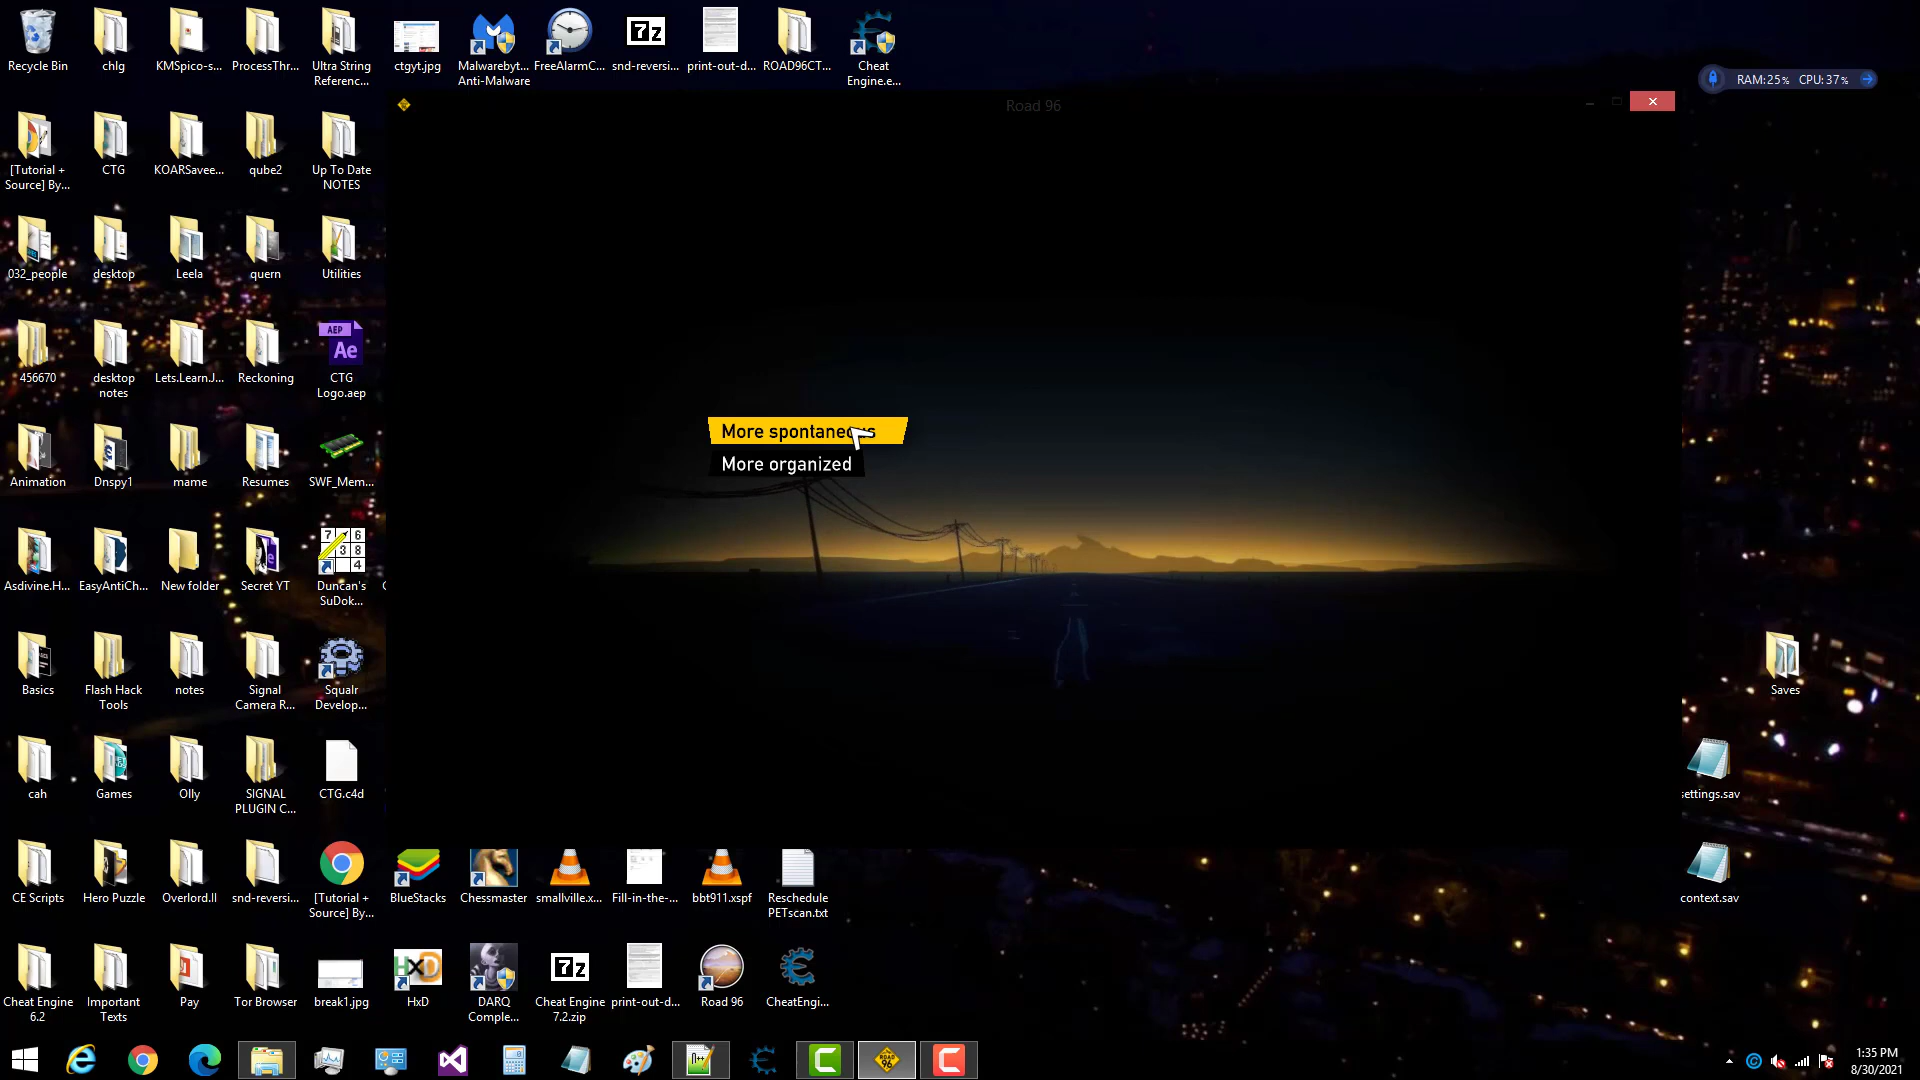 Recycle Bin
chlg
KMSpico-s...
ProcessThr...
Ultra String
Referenc...
ctgyt.jpg
Malwarebyt...
Anti-Malware
FreeAlarmC...
7z
snd-reversi...
print-out-d...
ROAD96CT...
Cheat
Engine.e...
RAM:25% CPU:37%
Road 96
[Tutorial +
Source] By...
CTG
KOARSavee...
qube2
Up To Date
NOTES
032_people
desktop
Leela
quern
Utilities
456670
desktop
notes
Lets.Learn.J...
Reckoning
AEP
Ae
CTG
Logo.aep
More spontaneous
More organized
Animation
Dnspy1
mame
Resumes
SWF_Mem...
Asdivine.H...
EasyAntiCh...
New folder
Secret YT
Duncan's
SuDok...
Basics
Flash Hack
Tools
notes
Signal
Camera R...
Squalr
Develop...
Saves
cah
Games
Olly
SIGNAL
PLUGIN C...
CTG.c4d
settings.sav
CE Scripts
Hero Puzzle
Overlord.II
snd-reversi...
[Tutorial +
Source] By...
BlueStacks
Chessmaster
smallville.x...
Fill-in-the-...
bbt911.xspf
Reschedule
PETscan.txt
context.sav
Cheat Engine
6.2
Important
Texts
Pay
Tor Browser
break1.jpg
HxD
HxD
DARQ
Comple...
7z
Cheat Engine
7.2.zip
print-out-d...
Road 96
CheatEngi...
1:35 PM
8/30/2021